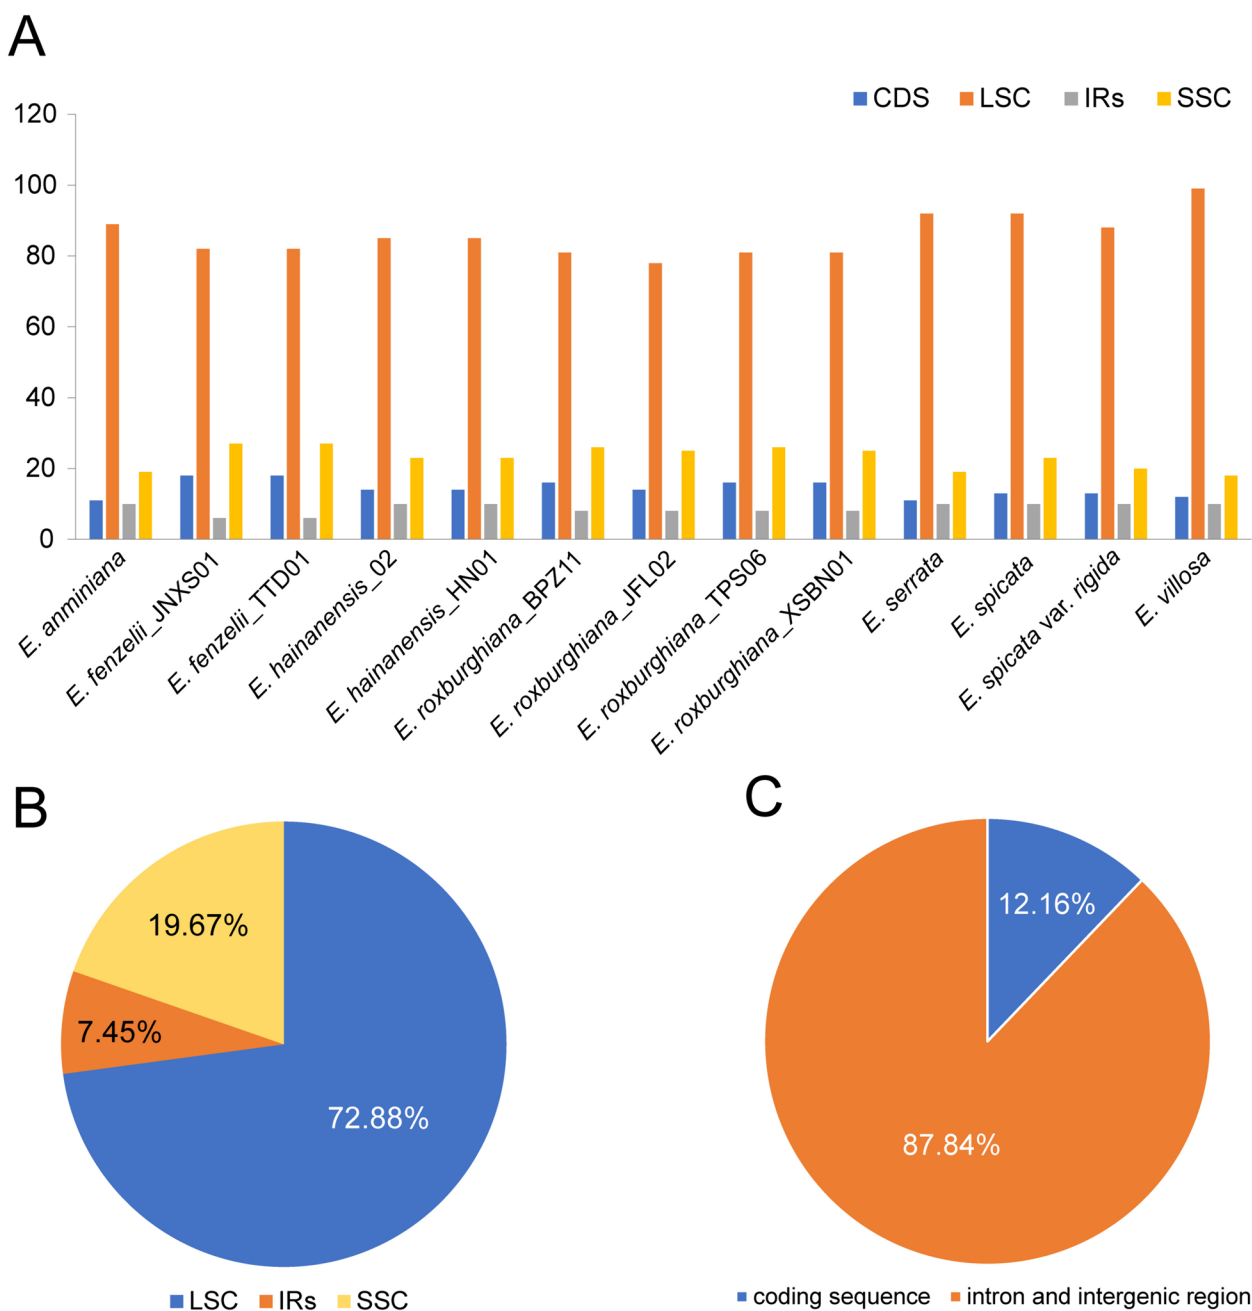 A
CDS LSC IRs SSC
120
100
80
60
40
20
0
E. anminiana
E. fenzelii_JNXS01
E. fenzelii_TTD01
E. hainanensis_02
E. hainanensis_HN01
E. roxburghiana_BPZ11
E. roxburghiana_JFL02
E. roxburghiana_TPS06
E. roxburghiana_XSBN01
E. serrata
E. spicata
E. spicata var. rigida
E. villosa
B
19.67%
7.45%
72.88%
LSC IRs SSC
C
12.16%
87.84%
coding sequence intron and intergenic region